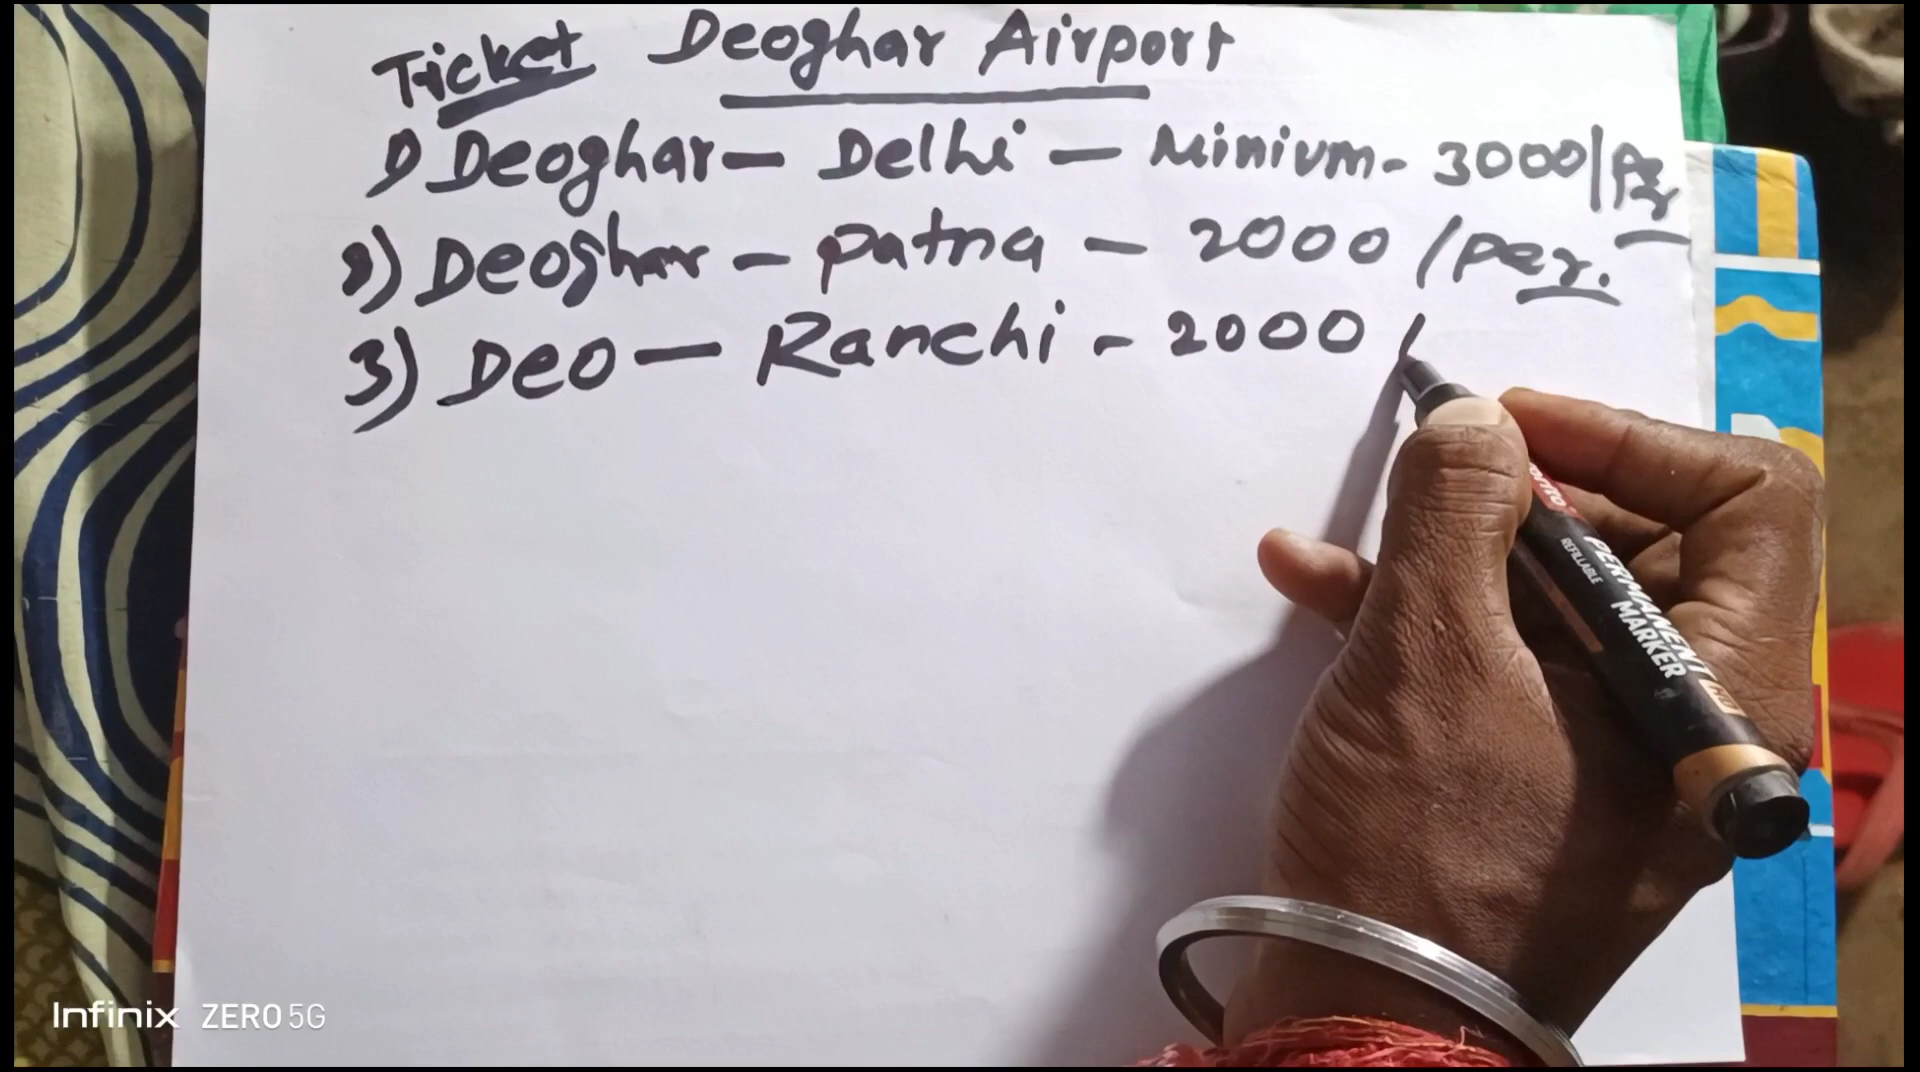 Ticket Deoghar Airport
1) Deoghar - Delhi - Minium - 3000/Per
2) Deoghar - Patna - 2000/Per.
3) Deo - Ranchi - 2000/
PERMANENT
MARKER
REFILLABLE
Infinix ZERO 5G